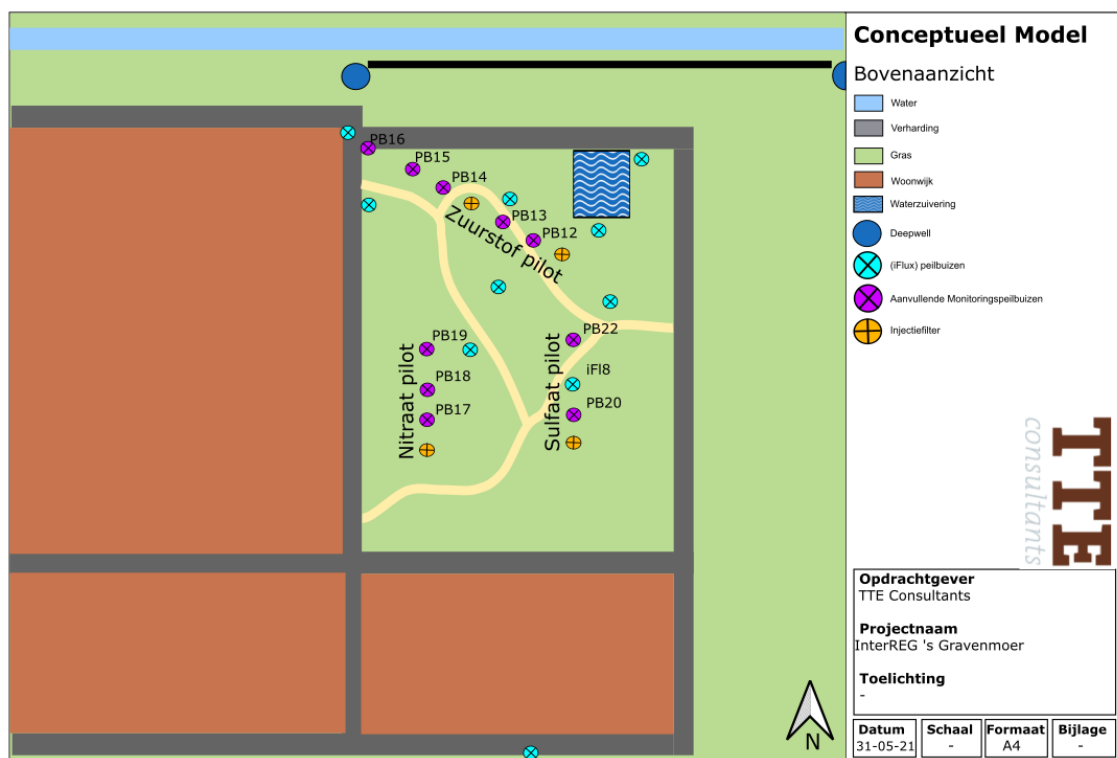 PB16
PB15
PB14
PB13
PB12
Zuurstof pilot
PB19
PB18
PB17
Nitraat pilot
PB22
iFl8
PB20
Sulfaat pilot
Conceptueel Model
Bovenaanzicht
Water
Verharding
Gras
Woonwijk
Waterzuivering
Deepwell
(iFlux) peilbuizen
Aanvullende Monitoringspeilbuizen
Injectiefilter
TTE
consultants
Opdrachtgever
TTE Consultants
Projectnaam
InterREG 's Gravenmoer
Toelichting
-
N
Datum Schaal Formaat Bijlage
31-05-21 - A4 -